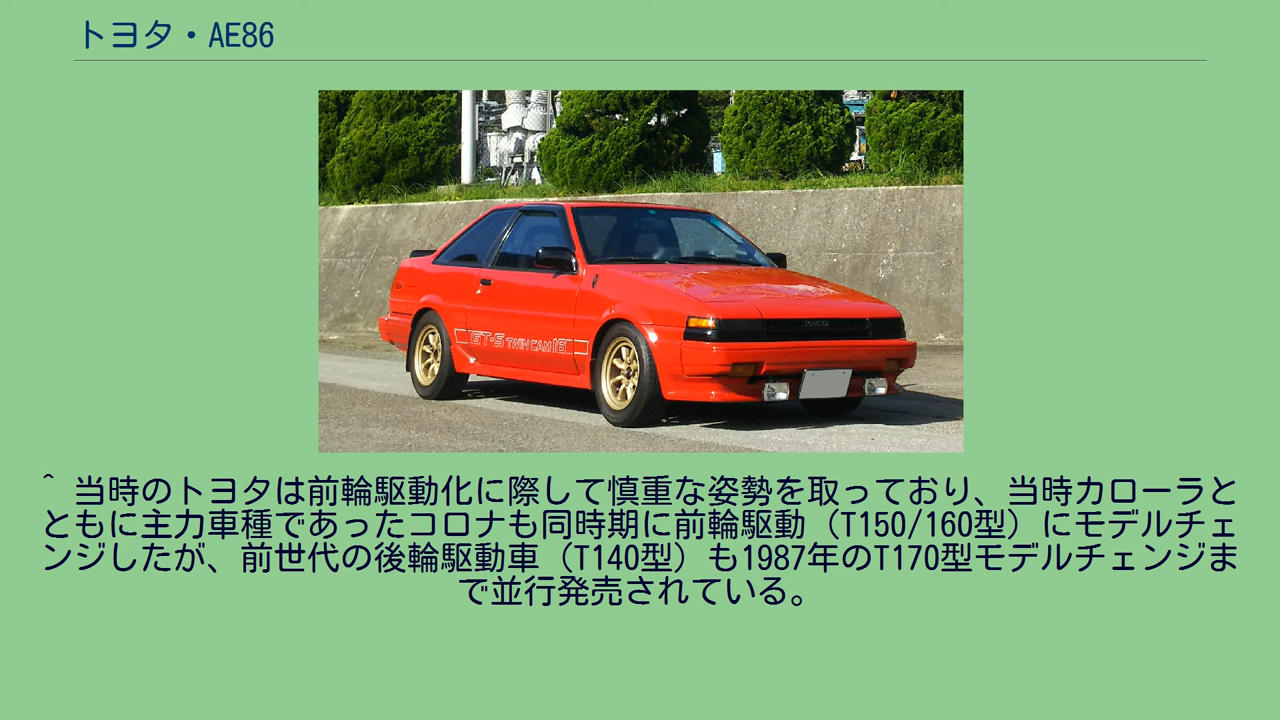 トヨタ・AE86
TOYOTA
GT-S TWINCAM16
^ 当時のトヨタは前輪駆動化に際して慎重な姿勢を取っており、当時カローラと
ともに主力車種であったコロナも同時期に前輪駆動（T150/160型）にモデルチェ
ンジしたが、前世代の後輪駆動車（T140型）も1987年のT170型モデルチェンジま
で並行発売されている。